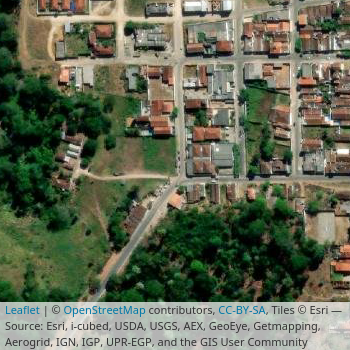 Leaflet | © OpenStreetMap contributors, CC-BY-SA, Tiles © Esri —
Source: Esri, i-cubed, USDA, USGS, AEX, GeoEye, Getmapping,
Aerogrid, IGN, IGP, UPR-EGP, and the GIS User Community